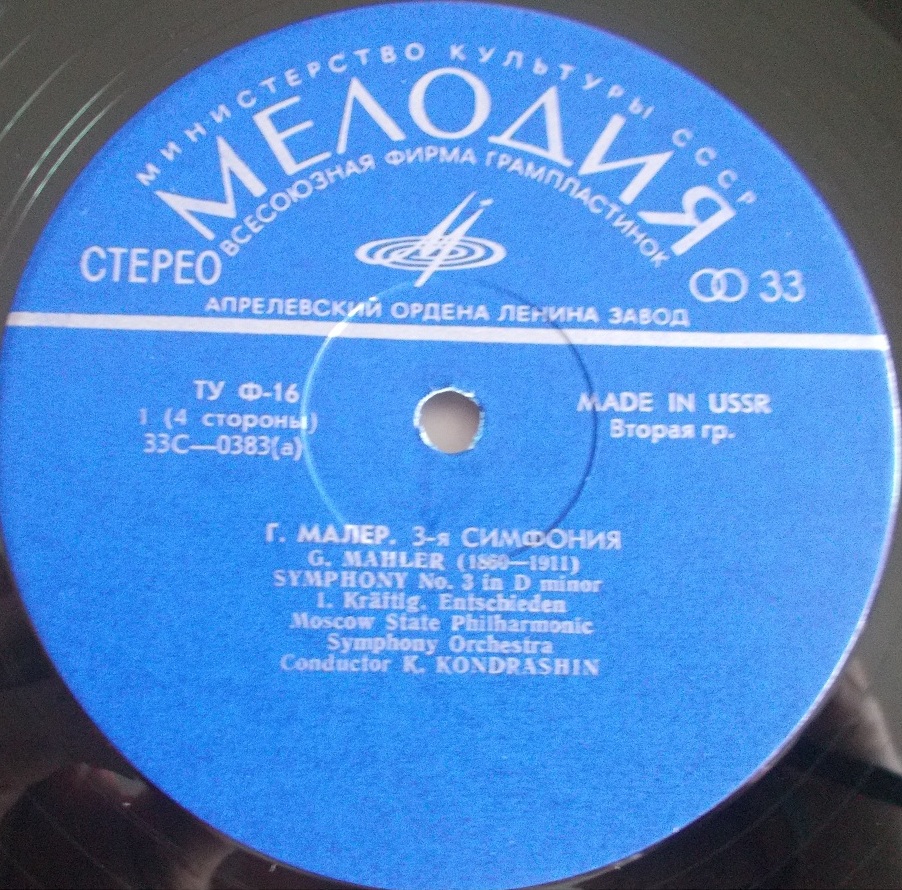 МИНИСТЕРСТВО КУЛЬТУРЫ СССР
МЕЛОДИЯ
ВСЕСОЮЗНАЯ ФИРМА ГРАМПЛАСТИНОК
СТЕРЕО
33
АПРЕЛЕВСКИЙ ОРДЕНА ЛЕНИНА ЗАВОД
ТУ Ф-16
1 (4 стороны)
33С—0383(а)
MADE IN USSR
Вторая гр.
Г. МАЛЕР. 3-я СИМФОНИЯ
G. MAHLER (1860—1911)
SYMPHONY No. 3 in D minor
1. Kräftig. Entschieden
Moscow State Philharmonic
Symphony Orchestra
Conductor K. KONDRASHIN